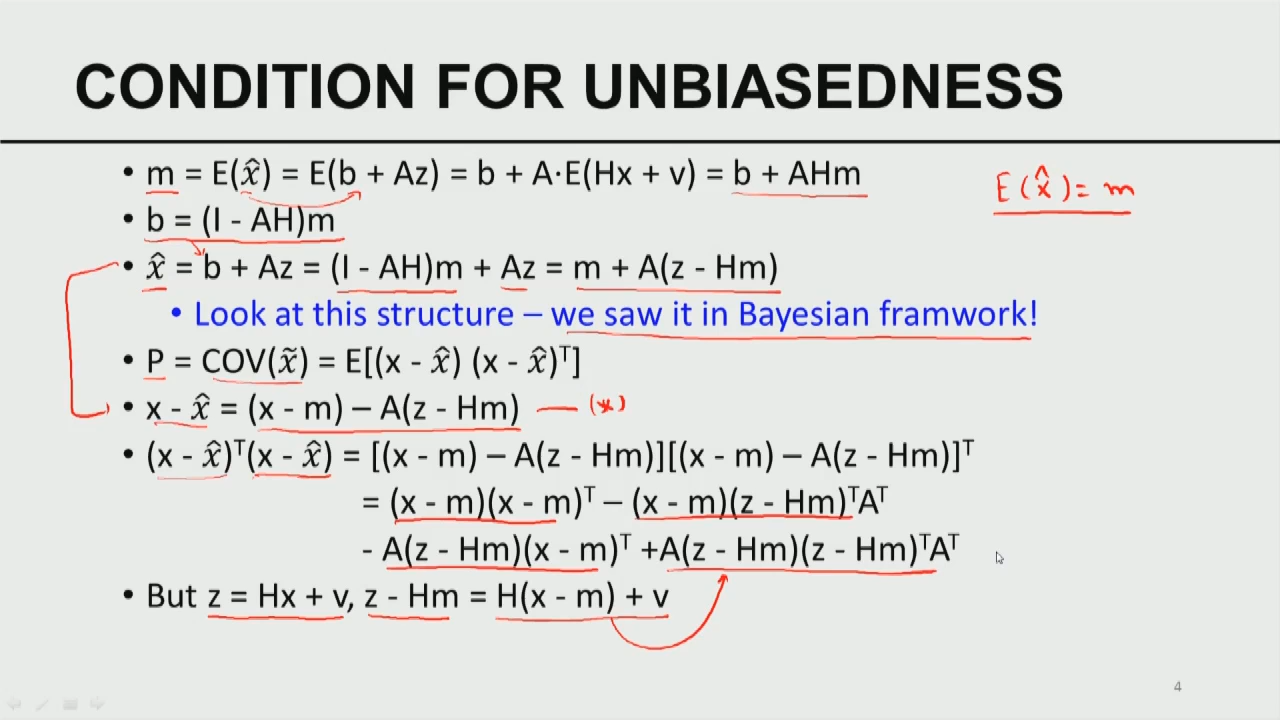 CONDITION FOR UNBIASEDNESS
• m = E(x̂) = E(b + Az) = b + A·E(Hx + v) = b + AHm
E(x̂) = m
• b = (I - AH)m
• x̂ = b + Az = (I - AH)m + Az = m + A(z - Hm)
• Look at this structure – we saw it in Bayesian framwork!
• P = COV(x̃) = E[(x - x̂) (x - x̂)ᵀ]
• x - x̂ = (x - m) – A(z - Hm) — (*)
• (x - x̂)ᵀ(x - x̂) = [(x - m) – A(z - Hm)][(x - m) – A(z - Hm)]ᵀ
= (x - m)(x - m)ᵀ – (x - m)(z - Hm)ᵀAᵀ
- A(z - Hm)(x - m)ᵀ +A(z - Hm)(z - Hm)ᵀAᵀ
• But z = Hx + v, z - Hm = H(x - m) + v
4